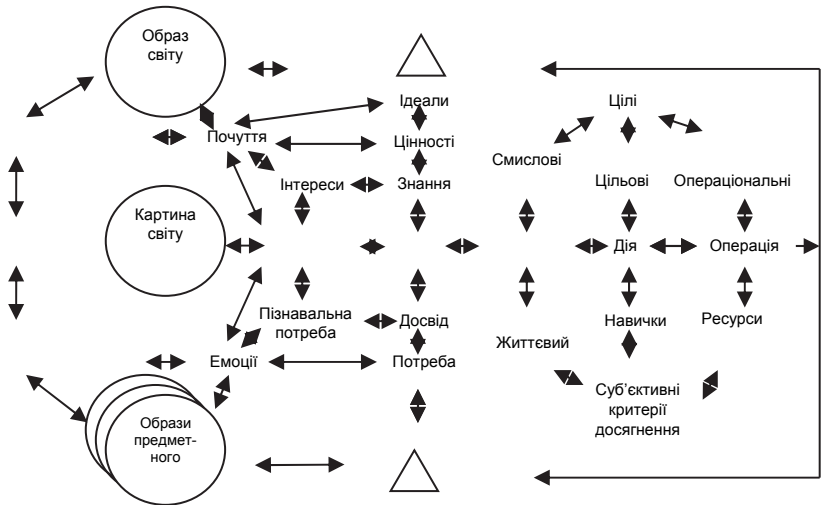 Образ
світу
Ідеали
Цілі
Почуття
Цінності
Смислові
Інтереси
Знання
Цільові
Операціональні
Картина
світу
Дія
Операція
Пізнавальна
потреба
Досвід
Навички
Ресурси
Життєвий
Емоції
Потреба
Суб’єктивні
критерії
досягнення
Образи
предмет-
ного